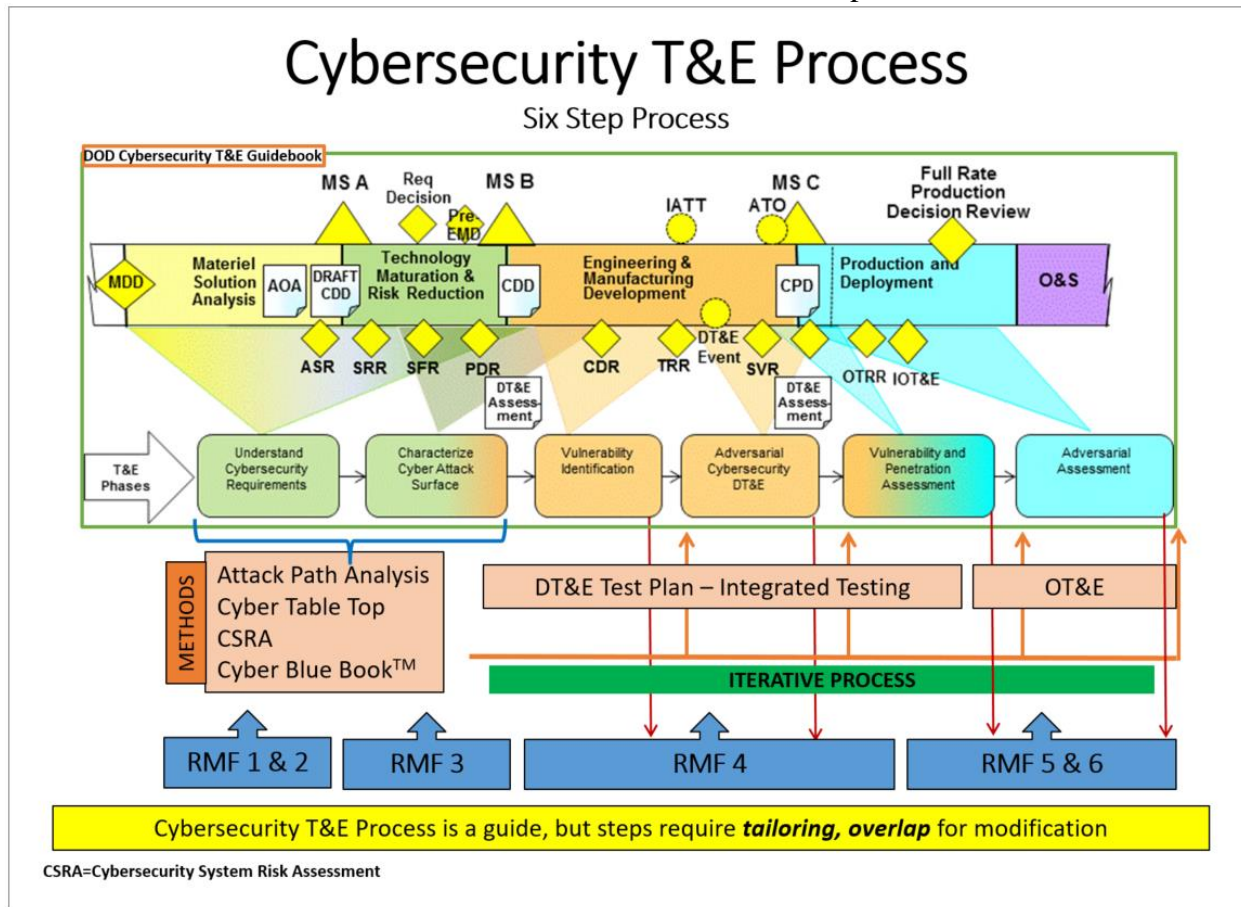 Cybersecurity T&E Process
Six Step Process
DOD Cybersecurity T&E Guidebook
MS A
Req
Decision
Pre-
EMD
MS B
IATT
ATO
MS C
Full Rate
Production
Decision Review
MDD
Materiel
Solution
Analysis
AOA
DRAFT
CDD
Technology
Maturation &
Risk Reduction
CDD
Engineering &
Manufacturing
Development
CPD
Production and
Deployment
O&S
ASR
SRR
SFR
PDR
DT&E
Assess-
ment
CDR
TRR
DT&E
Event
SVR
DT&E
Assess-
ment
OTRR
IOT&E
T&E
Phases
Understand
Cybersecurity
Requirements
Characterize
Cyber Attack
Surface
Vulnerability
Identification
Adversarial
Cybersecurity
DT&E
Vulnerability and
Penetration
Assessment
Adversarial
Assessment
METHODS
Attack Path Analysis
Cyber Table Top
CSRA
Cyber Blue Book™
DT&E Test Plan – Integrated Testing
OT&E
ITERATIVE PROCESS
RMF 1 & 2
RMF 3
RMF 4
RMF 5 & 6
Cybersecurity T&E Process is a guide, but steps require tailoring, overlap for modification
CSRA=Cybersecurity System Risk Assessment